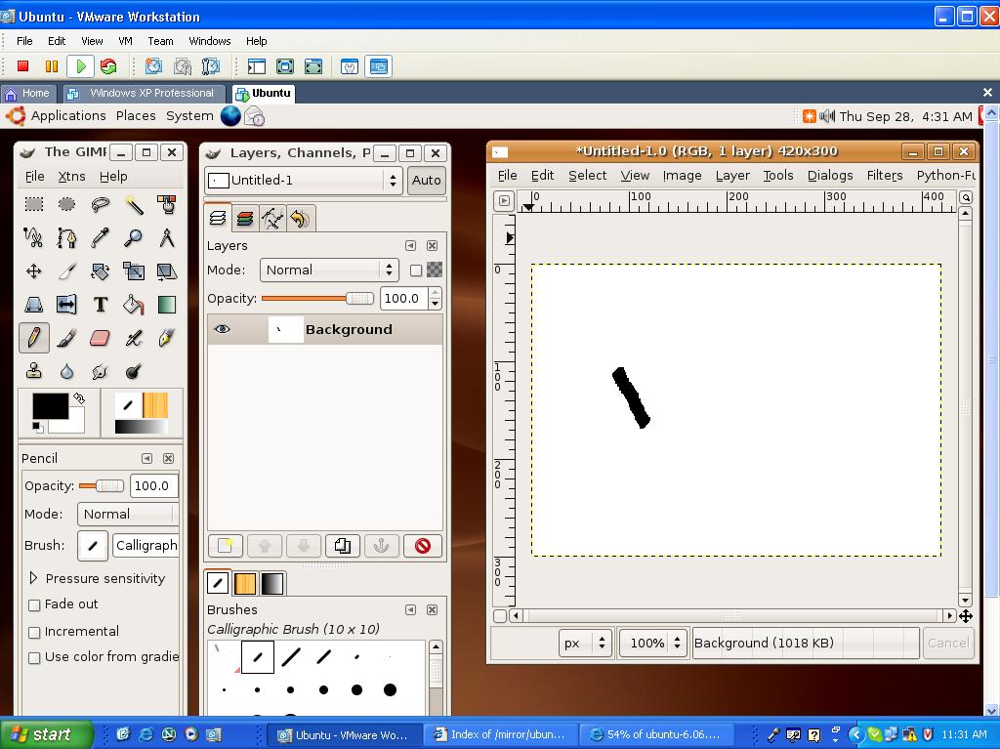 Ubuntu - VMware Workstation
File Edit View VM Team Windows Help
Home Windows XP Professional Ubuntu
Applications Places System Thu Sep 28, 4:31 AM
The GIMP
File Xtns Help
Pencil
Opacity: 100.0
Mode: Normal
Brush: Calligraph
Pressure sensitivity
Fade out
Incremental
Use color from gradie
Layers, Channels, P
Untitled-1 Auto
Layers
Mode: Normal
Opacity: 100.0
Background
Brushes
Calligraphic Brush (10 x 10)
*Untitled-1.0 (RGB, 1 layer) 420x300
File Edit Select View Image Layer Tools Dialogs Filters Python-Fu
0 100 200 300 400
0
100
200
300
px 100% Background (1018 KB) Cancel
start Ubuntu - VMware Wo... Index of /mirror/ubun... 54% of ubuntu-6.06.... 11:31 AM